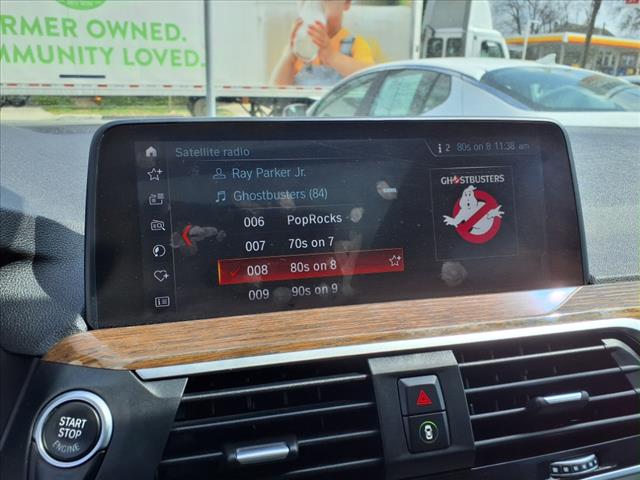 RMER OWNED.
MMUNITY LOVED.
Satellite radio
2 80s on 8 11:38 am
Ray Parker Jr.
Ghostbusters (84)
GHOSTBUSTERS
006 PopRocks
007 70s on 7
008 80s on 8
009 90s on 9
START
STOP
ENGINE